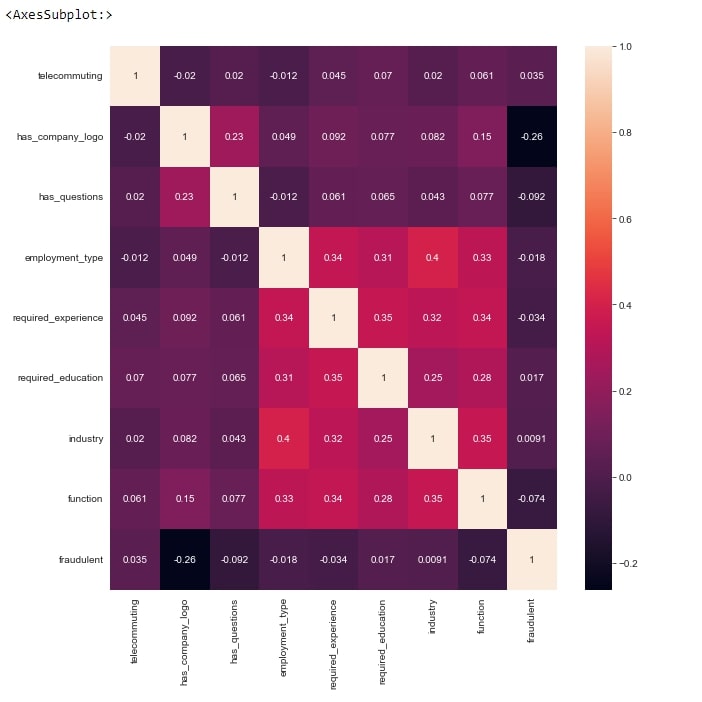 <AxesSubplot:>
telecommuting 1 -0.02 0.02 -0.012 0.045 0.07 0.02 0.061 0.035
has_company_logo -0.02 1 0.23 0.049 0.092 0.077 0.082 0.15 -0.26
has_questions 0.02 0.23 1 -0.012 0.061 0.065 0.043 0.077 -0.092
employment_type -0.012 0.049 -0.012 1 0.34 0.31 0.4 0.33 -0.018
required_experience 0.045 0.092 0.061 0.34 1 0.35 0.32 0.34 -0.034
required_education 0.07 0.077 0.065 0.31 0.35 1 0.25 0.28 0.017
industry 0.02 0.082 0.043 0.4 0.32 0.25 1 0.35 0.0091
function 0.061 0.15 0.077 0.33 0.34 0.28 0.35 1 -0.074
fraudulent 0.035 -0.26 -0.092 -0.018 -0.034 0.017 0.0091 -0.074 1
telecommuting
has_company_logo
has_questions
employment_type
required_experience
required_education
industry
function
fraudulent
1.0
0.8
0.6
0.4
0.2
0.0
-0.2